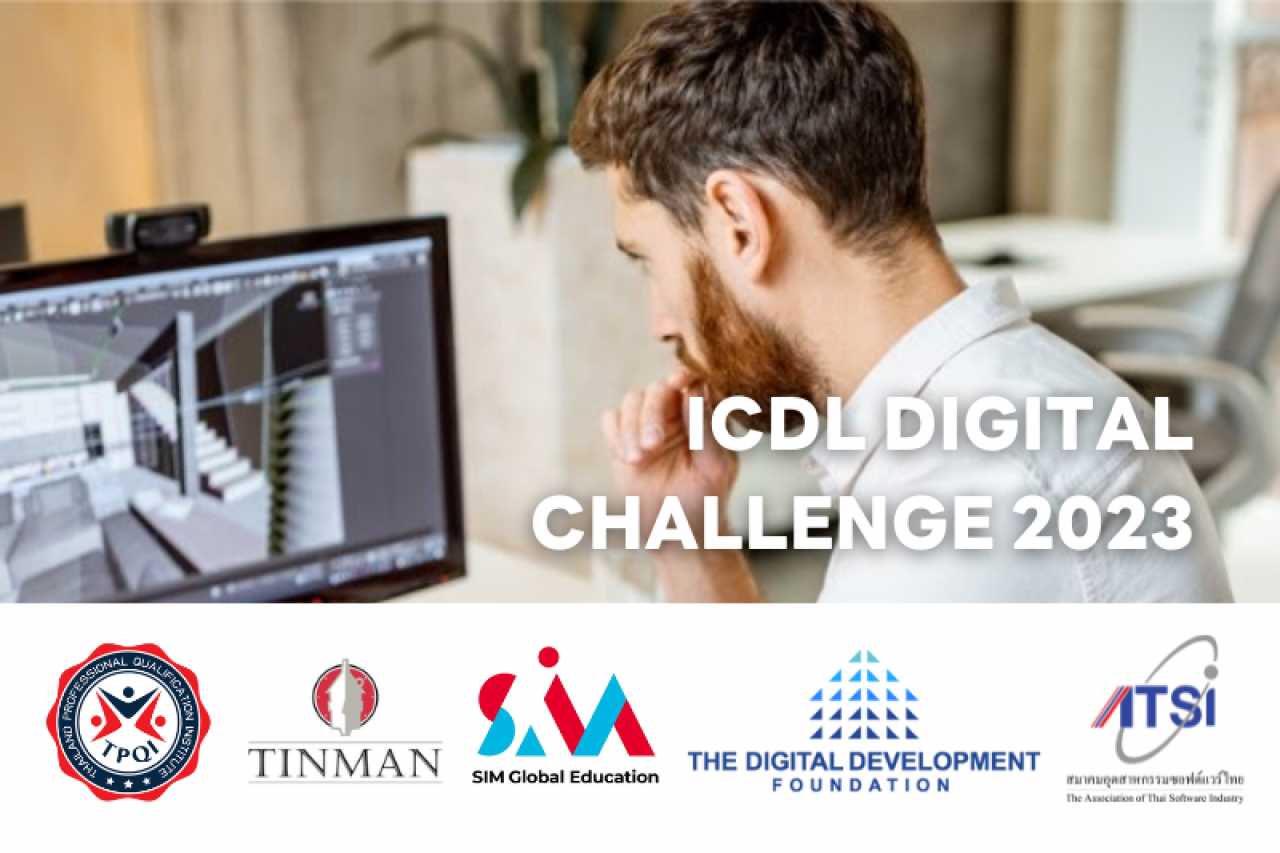 ICDL DIGITAL
CHALLENGE 2023
THAILAND PROFESSIONAL QUALIFICATION INSTITUTE
TPQI
TINMAN
SIM
SIM Global Education
THE DIGITAL DEVELOPMENT
FOUNDATION
ATSI
สมาคมอุตสาหกรรมซอฟต์แวร์ไทย
The Association of Thai Software Industry